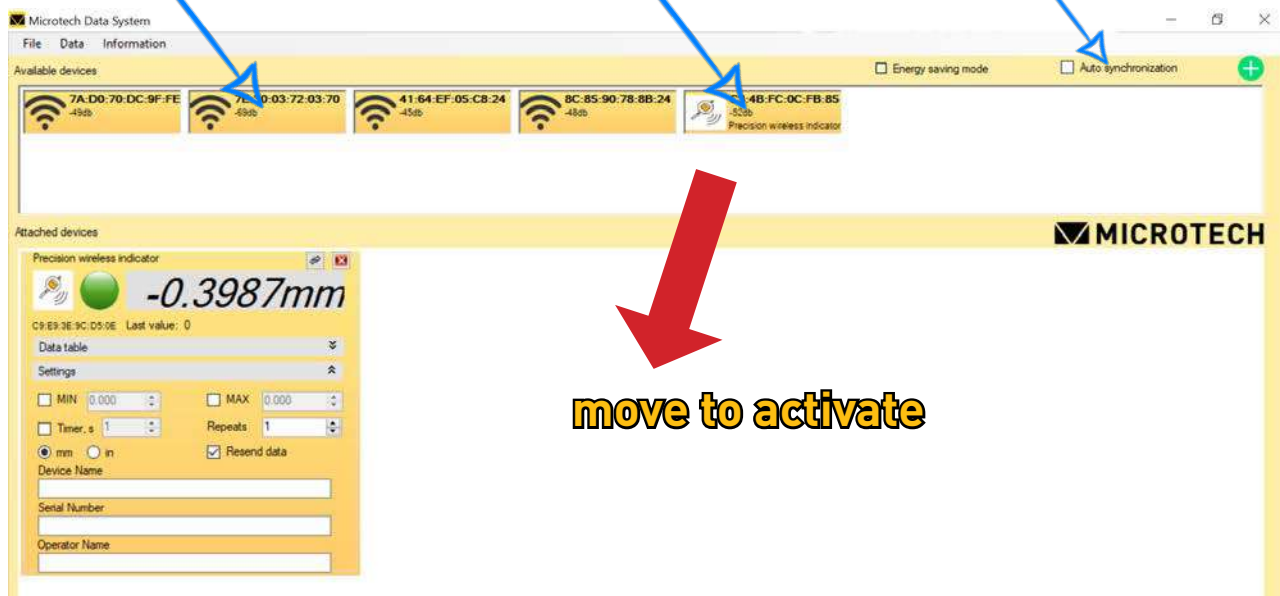 Microtech Data System
File Data Information
Available devices
Energy saving mode
Auto synchronization
7A:D0:70:DC:9F:FE
-49db
03:72:03:70
-69db
41:64:EF:05:C8:24
-45db
8C:85:90:78:8B:24
-48db
4B:FC:0C:FB:85
-52db
Precision wireless indicator
Attached devices
MICROTECH
Precision wireless indicator
-0.3987mm
C9:E9:3E:9C:D5:0E Last value: 0
Data table
Settings
MIN 0.000 MAX 0.000
Timer, s 1 Repeats 1
mm in Resend data
Device Name
Serial Number
Operator Name
move to activate